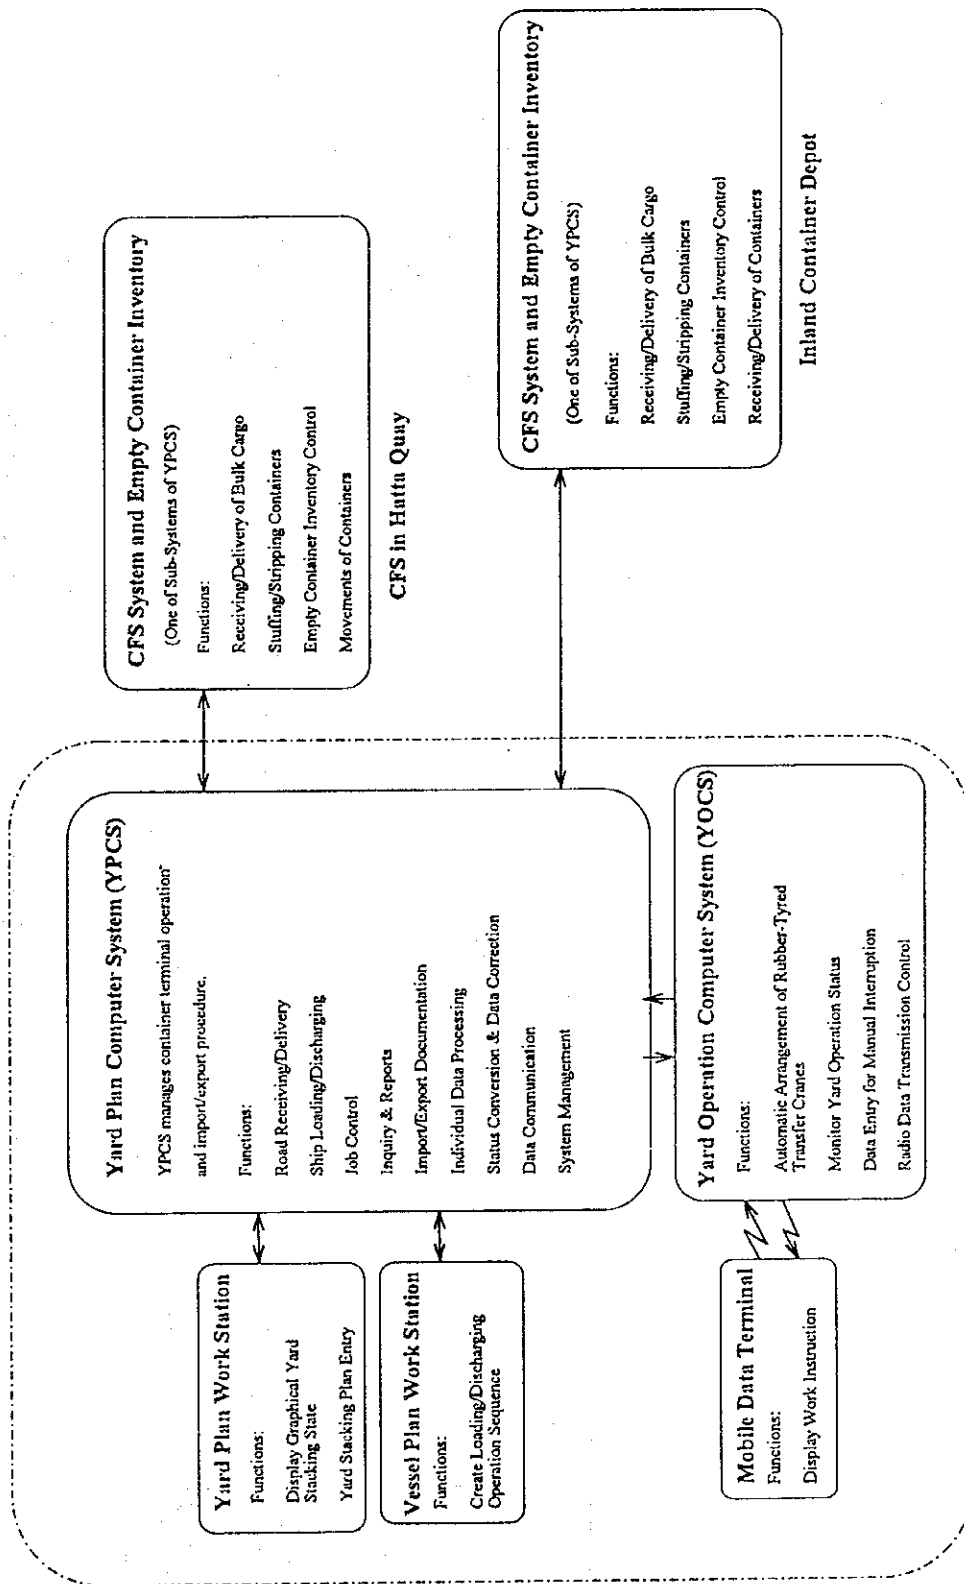 Yard Plan Work Station
Functions:
Display Graphical Yard
Stacking State
Yard Stacking Plan Entry
Vessel Plan Work Station
Functions:
Create Loading/Discharging
Operation Sequence
Mobile Data Terminal
Functions:
Display Work Instruction
Yard Plan Computer System (YPCS)
YPCS manages container terminal operation
and import/export procedure.
Functions:
Road Receiving/Delivery
Ship Loading/Discharging
Job Control
Inquiry & Reports
Import/Export Documentation
Individual Data Processing
Status Conversion & Data Correction
Data Communication
System Management
Yard Operation Computer System (YOCS)
Functions:
Automatic Arrangement of Rubber-Tyred
Transfer Cranes
Monitor Yard Operation Status
Data Entry for Manual Interruption
Radio Data Transmission Control
CFS System and Empty Container Inventory
(One of Sub-Systems of YPCS)
Functions:
Receiving/Delivery of Bulk Cargo
Stuffing/Stripping Containers
Empty Container Inventory Control
Movements of Containers
CFS in Hatta Quay
CFS System and Empty Container Inventory
(One of Sub-Systems of YPCS)
Functions:
Receiving/Delivery of Bulk Cargo
Stuffing/Stripping Containers
Empty Container Inventory Control
Receiving/Delivery of Containers
Inland Container Depot